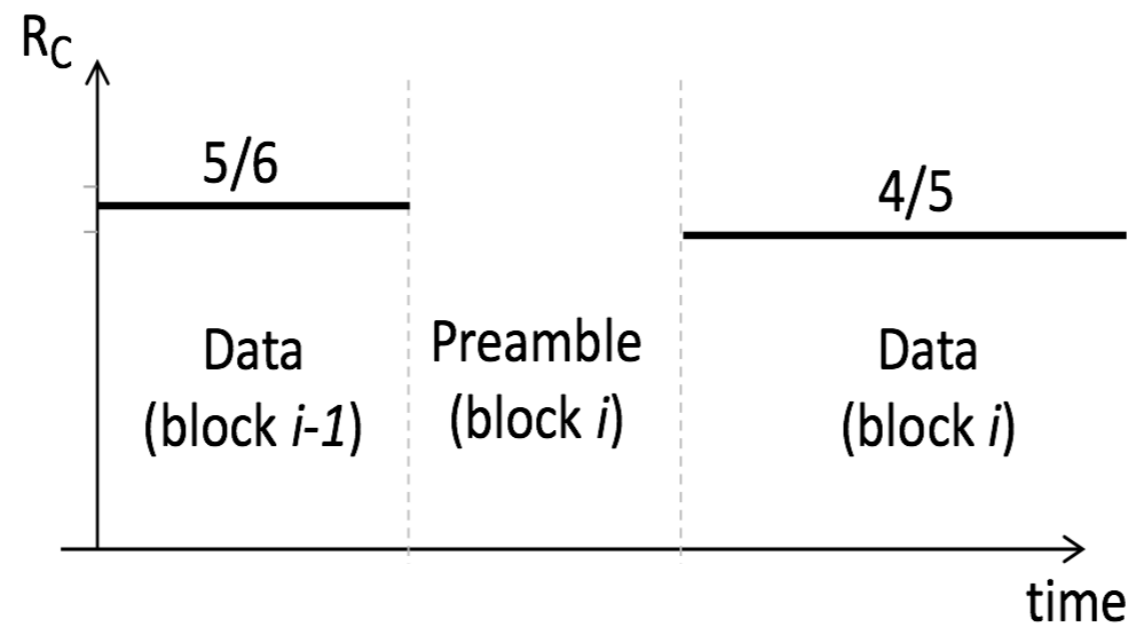 R_C
5/6
4/5
Data
(block i-1)
Preamble
(block i)
Data
(block i)
time